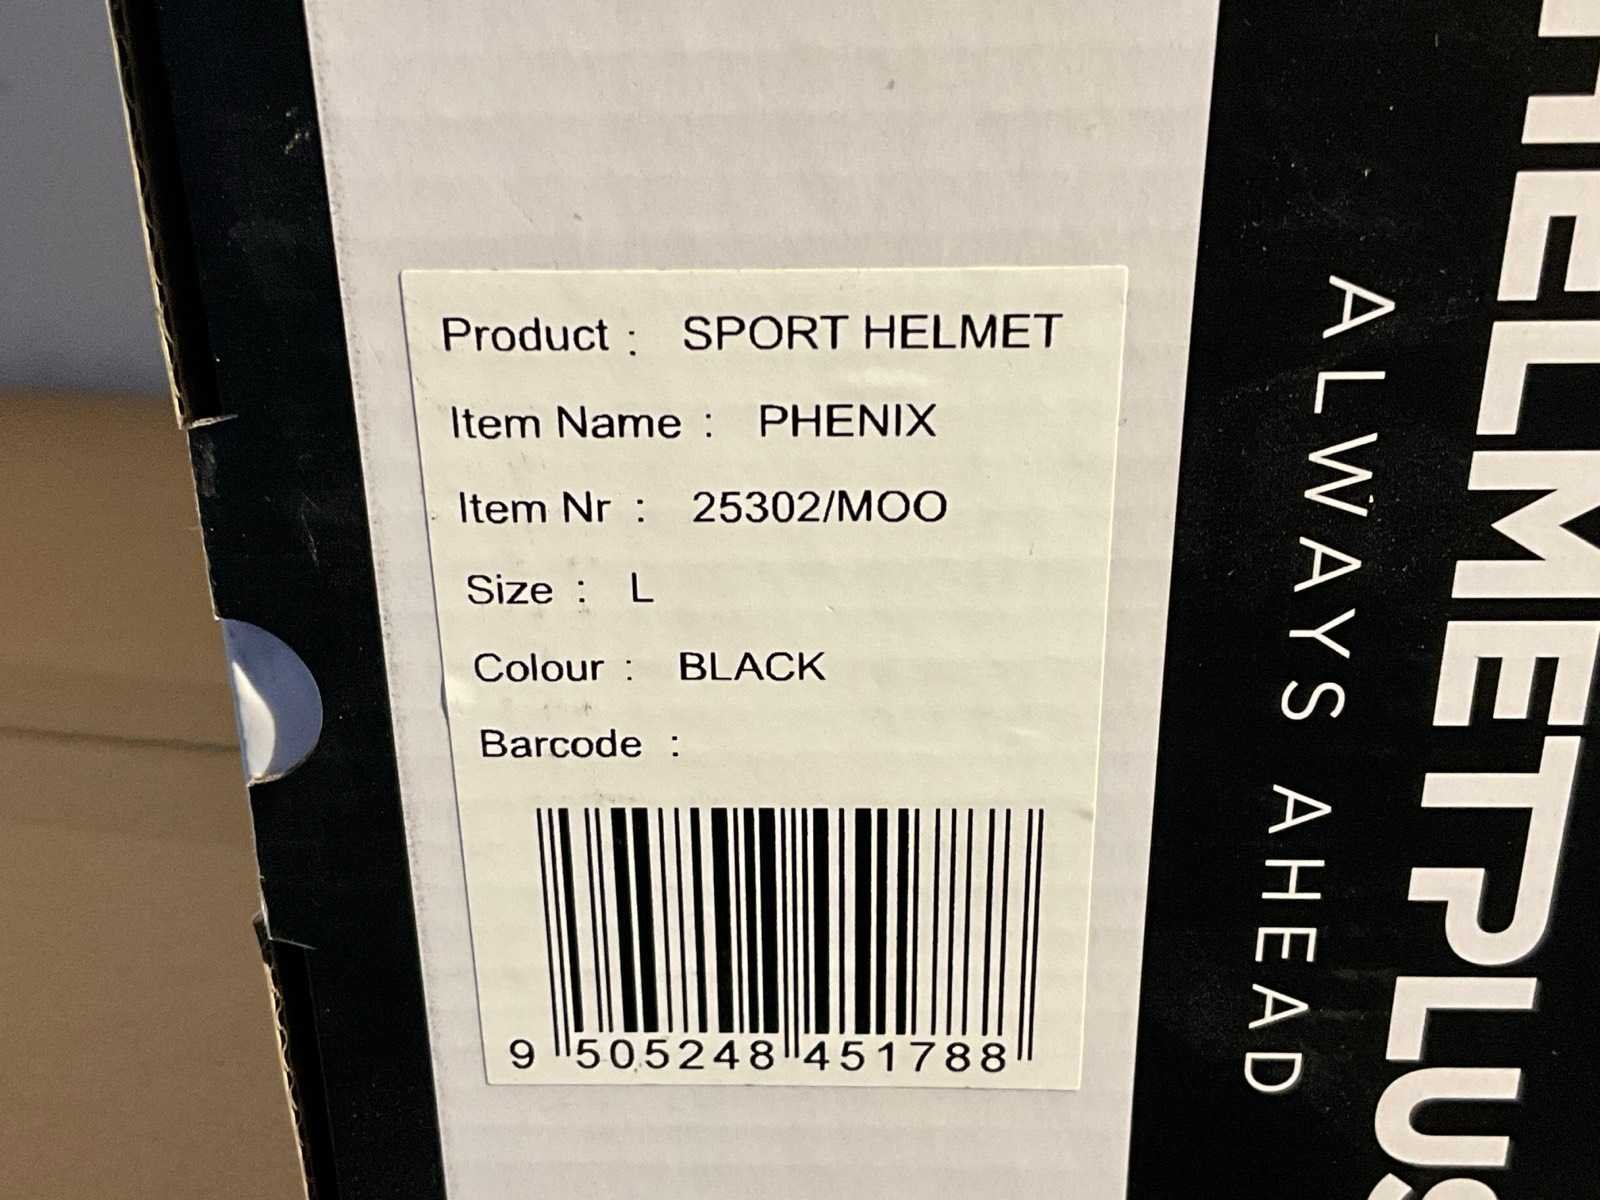 Product : SPORT HELMET
Item Name : PHENIX
Item Nr : 25302/MOO
Size : L
Colour : BLACK
Barcode :
9 505248 451788
ALWAYS AHEAD
HELMETPLUS